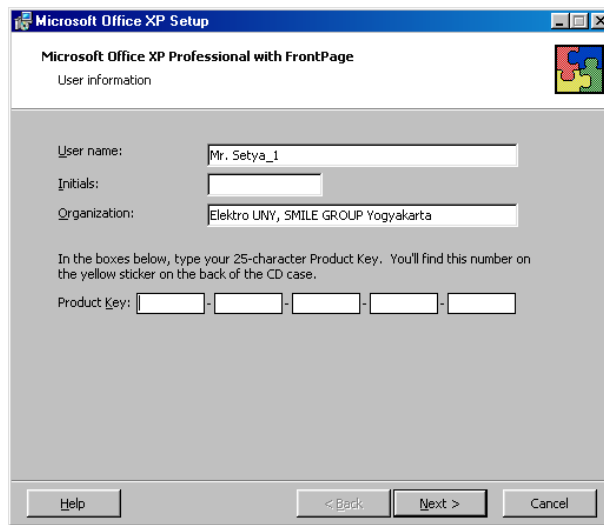 Microsoft Office XP Setup
Microsoft Office XP Professional with FrontPage
User information
User name: Mr. Setya_1
Initials:
Organization: Elektro UNY, SMILE GROUP Yogyakarta
In the boxes below, type your 25-character Product Key. You'll find this number on
the yellow sticker on the back of the CD case.
Product Key: - - - -
Help < Back Next > Cancel